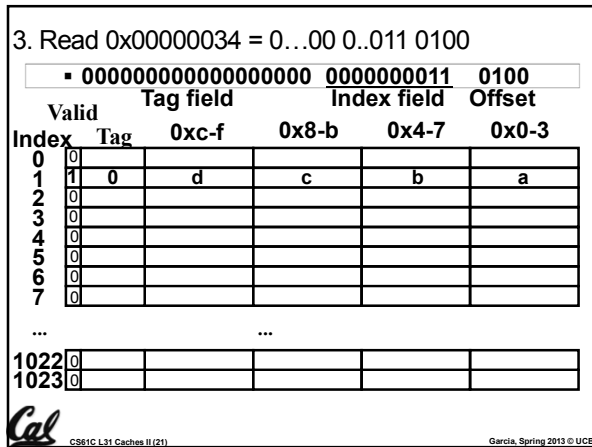 3. Read 0x00000034 = 0…00 0..011 0100
▪ 000000000000000000 0000000011 0100
Tag field Index field Offset
Valid
Index Tag 0xc-f 0x8-b 0x4-7 0x0-3
0 0
1 1 0 d c b a
2 0
3 0
4 0
5 0
6 0
7 0
... ...
1022 0
1023 0
Cal CS61C L31 Caches II (21) Garcia, Spring 2013 © UCB